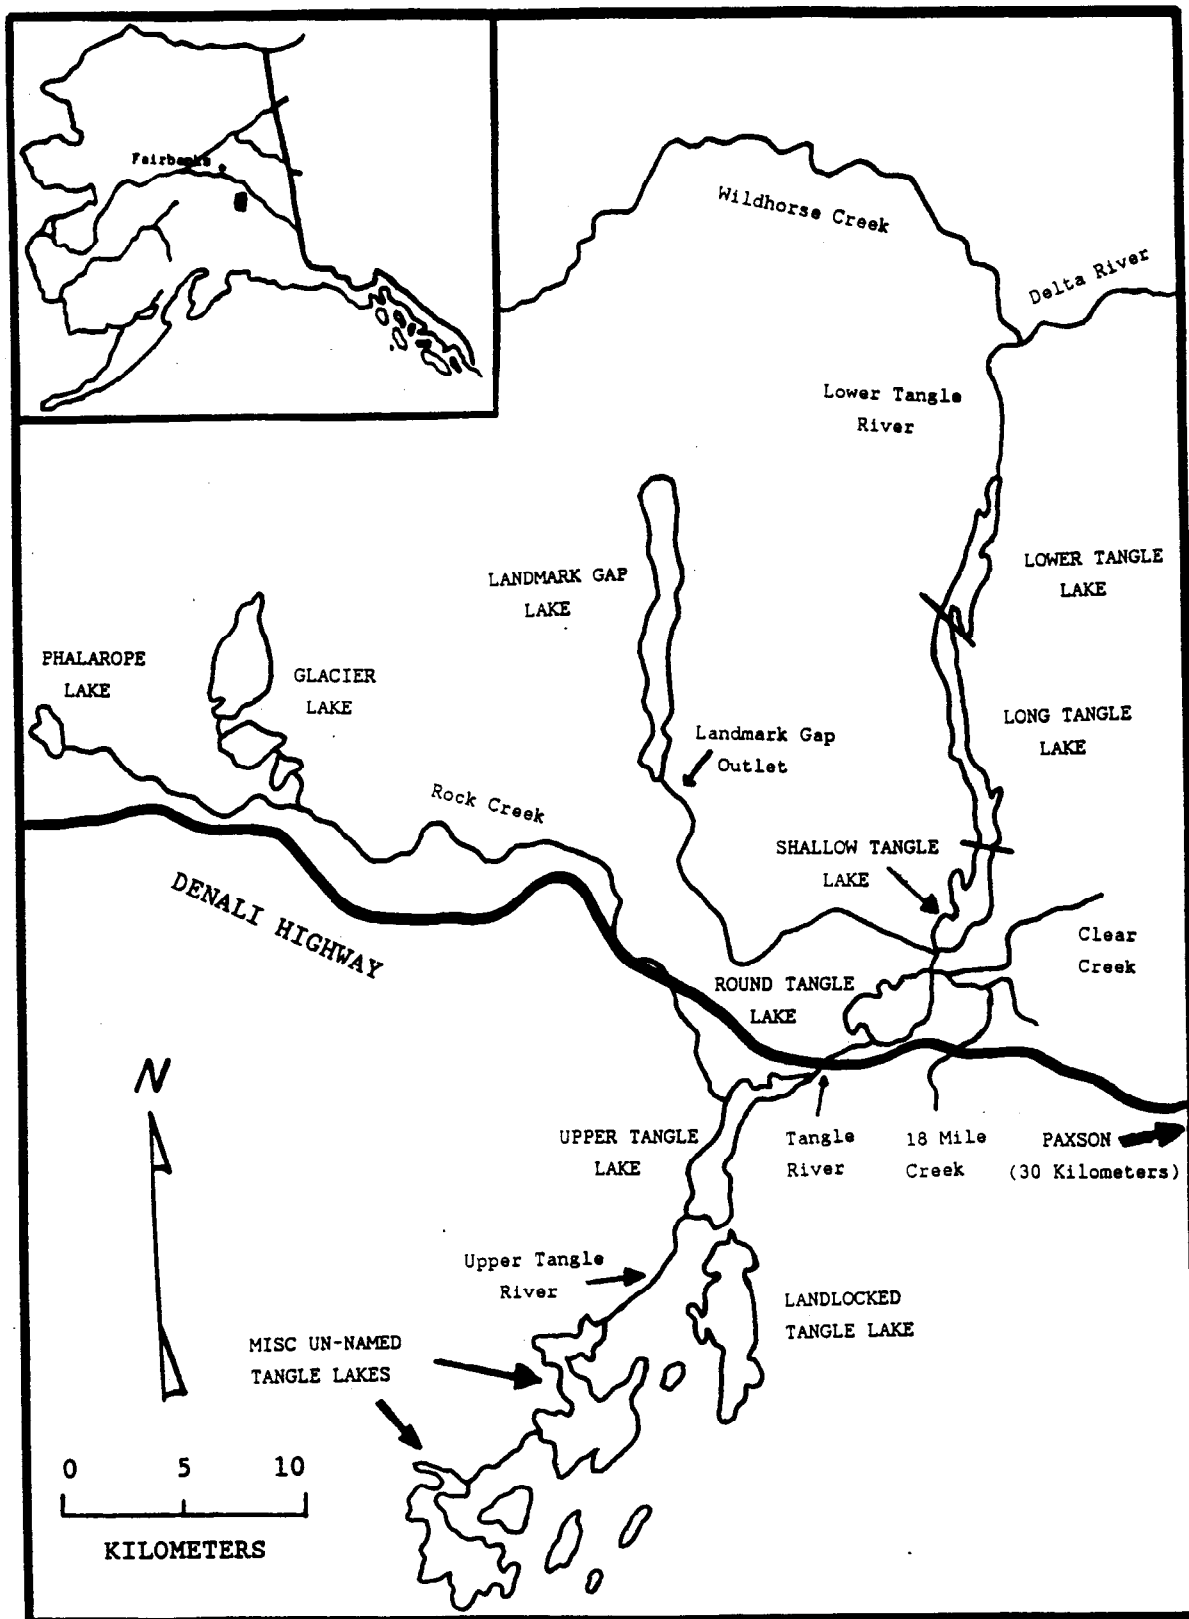 Fairbanks
Wildhorse Creek
Delta River
Lower Tangle
River
LANDMARK GAP
LAKE
LOWER TANGLE
LAKE
PHALAROPE
LAKE
GLACIER
LAKE
LONG TANGLE
LAKE
Landmark Gap
Outlet
Rock Creek
SHALLOW TANGLE
LAKE
DENALI HIGHWAY
Clear
Creek
ROUND TANGLE
LAKE
N
UPPER TANGLE
LAKE
Tangle
River
18 Mile
Creek
PAXSON
(30 Kilometers)
Upper Tangle
River
LANDLOCKED
TANGLE LAKE
MISC UN-NAMED
TANGLE LAKES
0 5 10
KILOMETERS